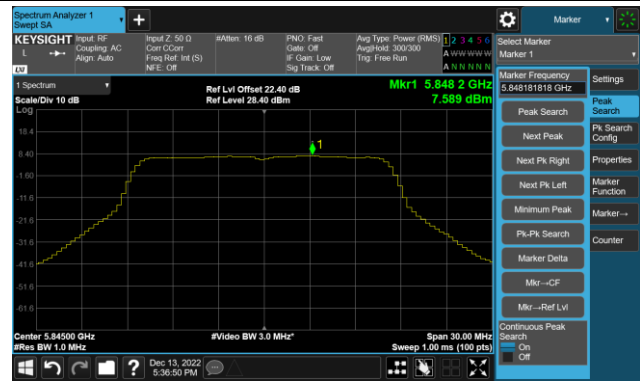 Spectrum Analyzer 1
Swept SA
Marker
KEYSIGHT
L
LXI
Input: RF
Coupling: AC
Align: Auto
Input Z: 50 Ω
Corr CCorr
Freq Ref: Int (S)
NFE: Off
#Atten: 16 dB
PNO: Fast
Gate: Off
IF Gain: Low
Sig Track: Off
Avg Type: Power (RMS)
Avg|Hold: 300/300
Trig: Free Run
1 2 3 4 5 6
A W W W W W
A N N N N N
Select Marker
Marker 1
1 Spectrum
Scale/Div 10 dB
Log
Ref Lvl Offset 22.40 dB
Ref Level 28.40 dBm
Mkr1 5.848 2 GHz
7.589 dBm
18.4
8.40
-1.60
-11.6
-21.6
-31.6
-41.6
-51.6
-61.6
1
Center 5.84500 GHz
#Res BW 1.0 MHz
#Video BW 3.0 MHz*
Span 30.00 MHz
Sweep 1.00 ms (100 pts)
Marker Frequency
5.848181818 GHz
Peak Search
Next Peak
Next Pk Right
Next Pk Left
Minimum Peak
Pk-Pk Search
Marker Delta
Mkr→CF
Mkr→Ref Lvl
Continuous Peak
Search
On
Off
Settings
Peak
Search
Pk Search
Config
Properties
Marker
Function
Marker→
Counter
?
Dec 13, 2022
5:36:50 PM